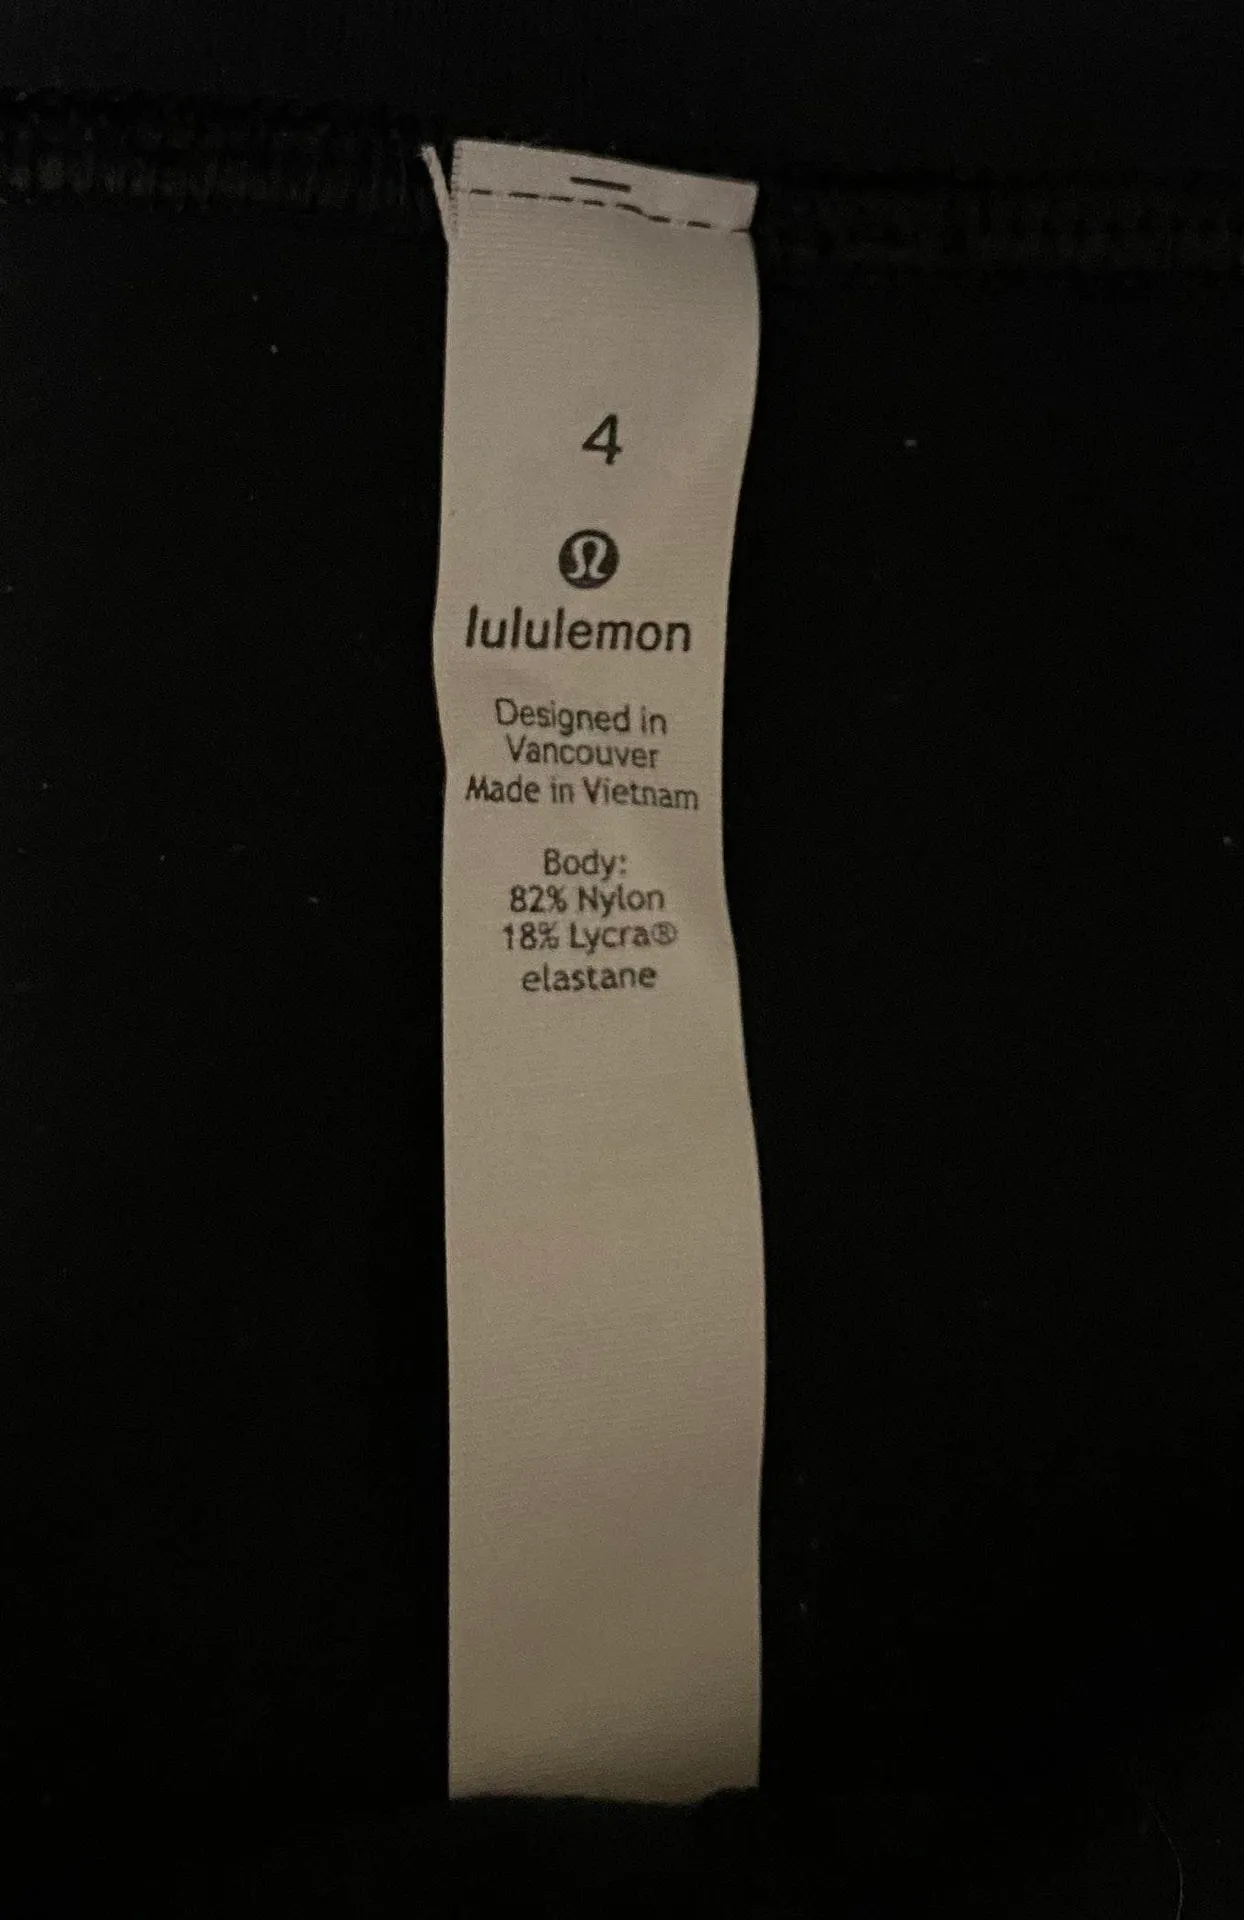 4
lululemon
Designed in
Vancouver
Made in Vietnam
Body:
82% Nylon
18% Lycra®
elastane